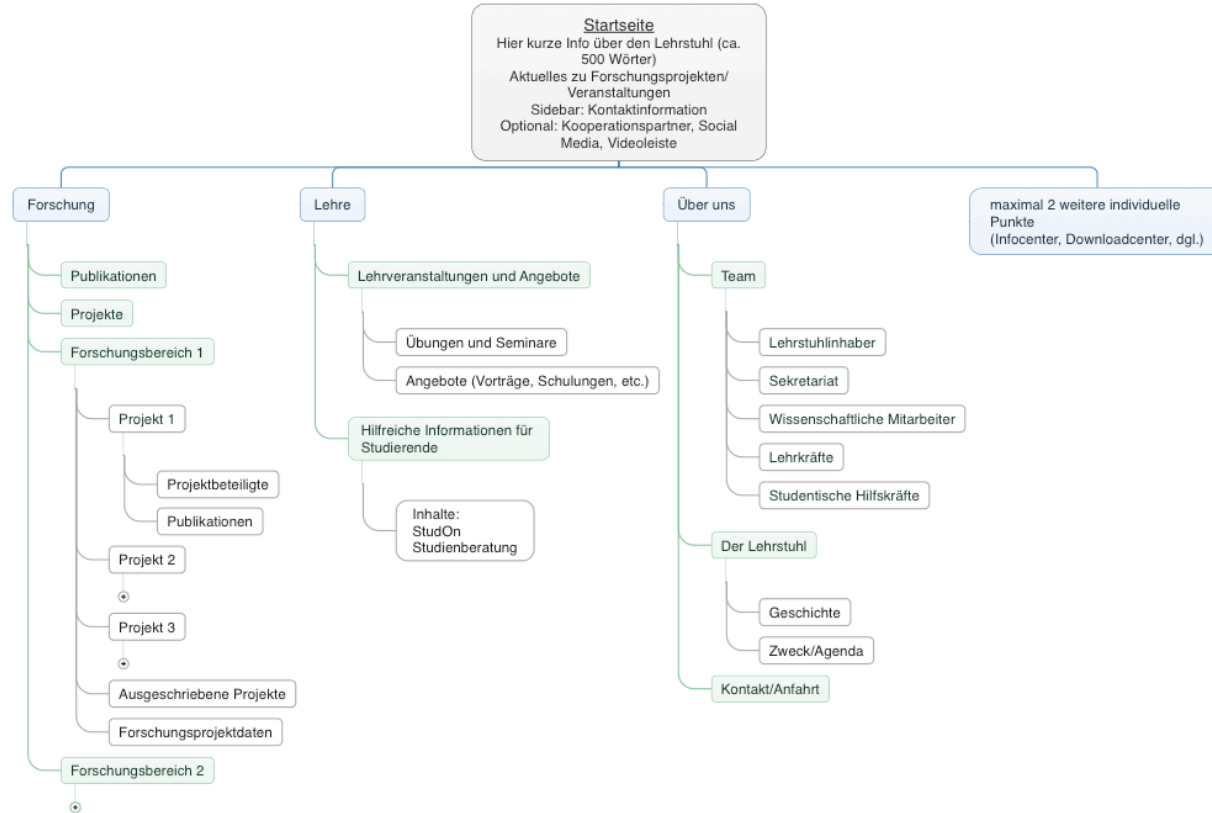 Startseite
Hier kurze Info über den Lehrstuhl (ca.
500 Wörter)
Aktuelles zu Forschungsprojekten/
Veranstaltungen
Sidebar: Kontaktinformation
Optional: Kooperationspartner, Social
Media, Videoleiste
Forschung
Publikationen
Projekte
Forschungsbereich 1
Projekt 1
Projektbeteiligte
Publikationen
Projekt 2
Projekt 3
Ausgeschriebene Projekte
Forschungsprojektdaten
Forschungsbereich 2
Lehre
Lehrveranstaltungen und Angebote
Übungen und Seminare
Angebote (Vorträge, Schulungen, etc.)
Hilfreiche Informationen für
Studierende
Inhalte:
StudOn
Studienberatung
Über uns
Team
Lehrstuhlinhaber
Sekretariat
Wissenschaftliche Mitarbeiter
Lehrkräfte
Studentische Hilfskräfte
Der Lehrstuhl
Geschichte
Zweck/Agenda
Kontakt/Anfahrt
maximal 2 weitere individuelle
Punkte
(Infocenter, Downloadcenter, dgl.)